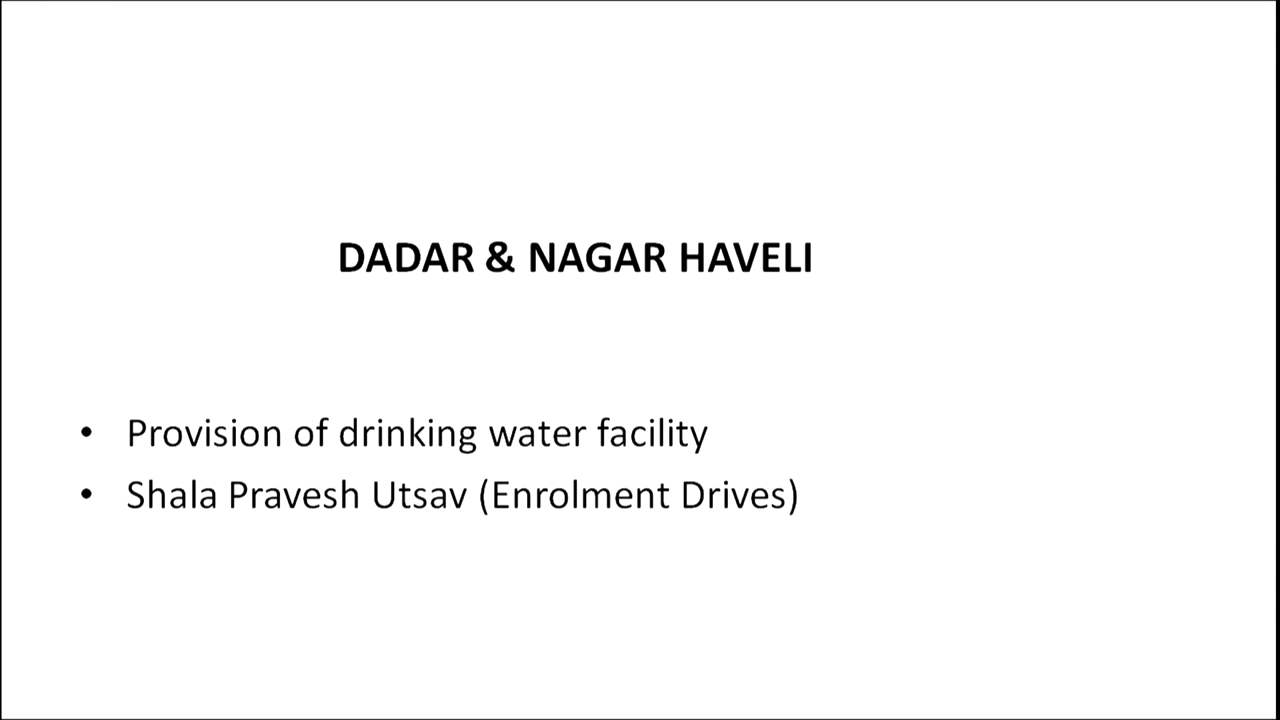 DADAR & NAGAR HAVELI
• Provision of drinking water facility
• Shala Pravesh Utsav (Enrolment Drives)